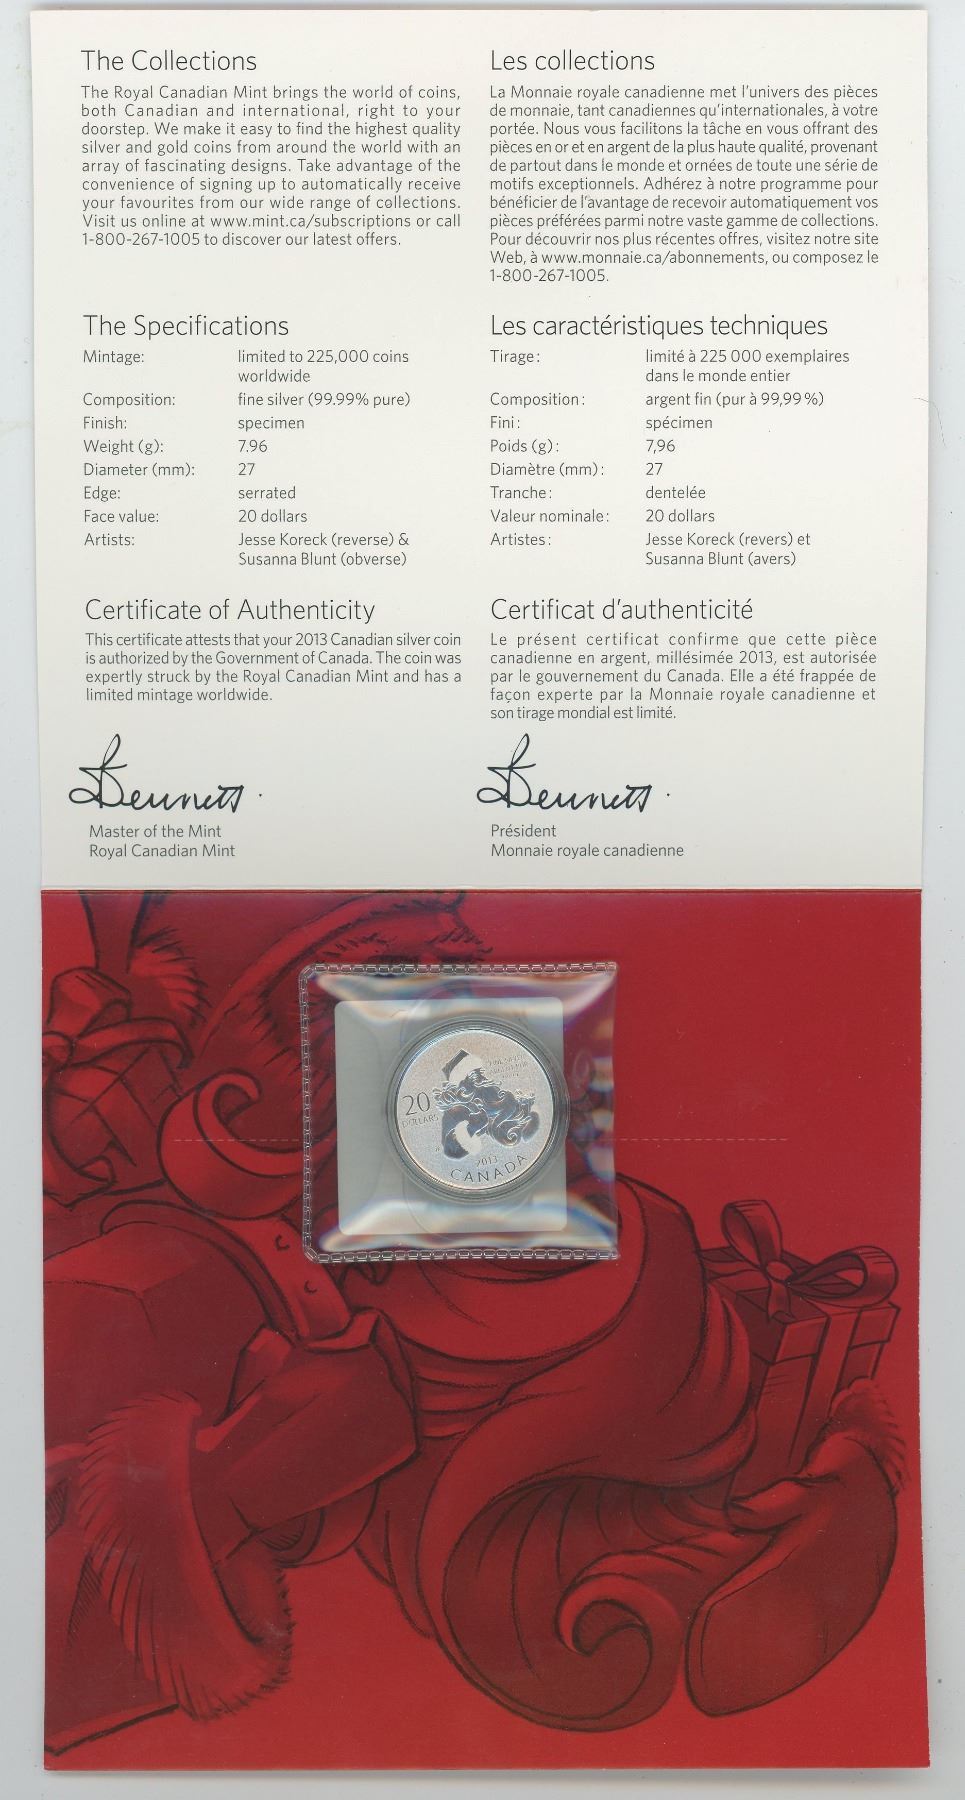 The Collections
The Royal Canadian Mint brings the world of coins,
both Canadian and international, right to your
doorstep. We make it easy to find the highest quality
silver and gold coins from around the world with an
array of fascinating designs. Take advantage of the
convenience of signing up to automatically receive
your favourites from our wide range of collections.
Visit us online at www.mint.ca/subscriptions or call
1-800-267-1005 to discover our latest offers.
Les collections
La Monnaie royale canadienne met l'univers des pièces
de monnaie, tant canadiennes qu'internationales, à votre
portée. Nous vous facilitons la tâche en vous offrant des
pièces en or et en argent de la plus haute qualité, provenant
de partout dans le monde et ornées de toute une série de
motifs exceptionnels. Adhérez à notre programme pour
bénéficier de l'avantage de recevoir automatiquement vos
pièces préférées parmi notre vaste gamme de collections.
Pour découvrir nos plus récentes offres, visitez notre site
Web, à www.monnaie.ca/abonnements, ou composez le
1-800-267-1005.
The Specifications
Mintage: limited to 225,000 coins
worldwide
Composition: fine silver (99.99% pure)
Finish: specimen
Weight (g): 7.96
Diameter (mm): 27
Edge: serrated
Face value: 20 dollars
Artists: Jesse Koreck (reverse) &
Susanna Blunt (obverse)
Les caractéristiques techniques
Tirage : limité à 225 000 exemplaires
dans le monde entier
Composition : argent fin (pur à 99,99 %)
Fini : spécimen
Poids (g) : 7,96
Diamètre (mm) : 27
Tranche : dentelée
Valeur nominale : 20 dollars
Artistes : Jesse Koreck (revers) et
Susanna Blunt (avers)
Certificate of Authenticity
This certificate attests that your 2013 Canadian silver coin
is authorized by the Government of Canada. The coin was
expertly struck by the Royal Canadian Mint and has a
limited mintage worldwide.
Certificat d'authenticité
Le présent certificat confirme que cette pièce
canadienne en argent, millésimée 2013, est autorisée
par le gouvernement du Canada. Elle a été frappée de
façon experte par la Monnaie royale canadienne et
son tirage mondial est limité.
Bennett
Master of the Mint
Royal Canadian Mint
Bennett
Président
Monnaie royale canadienne
20
DOLLARS
2013
CANADA